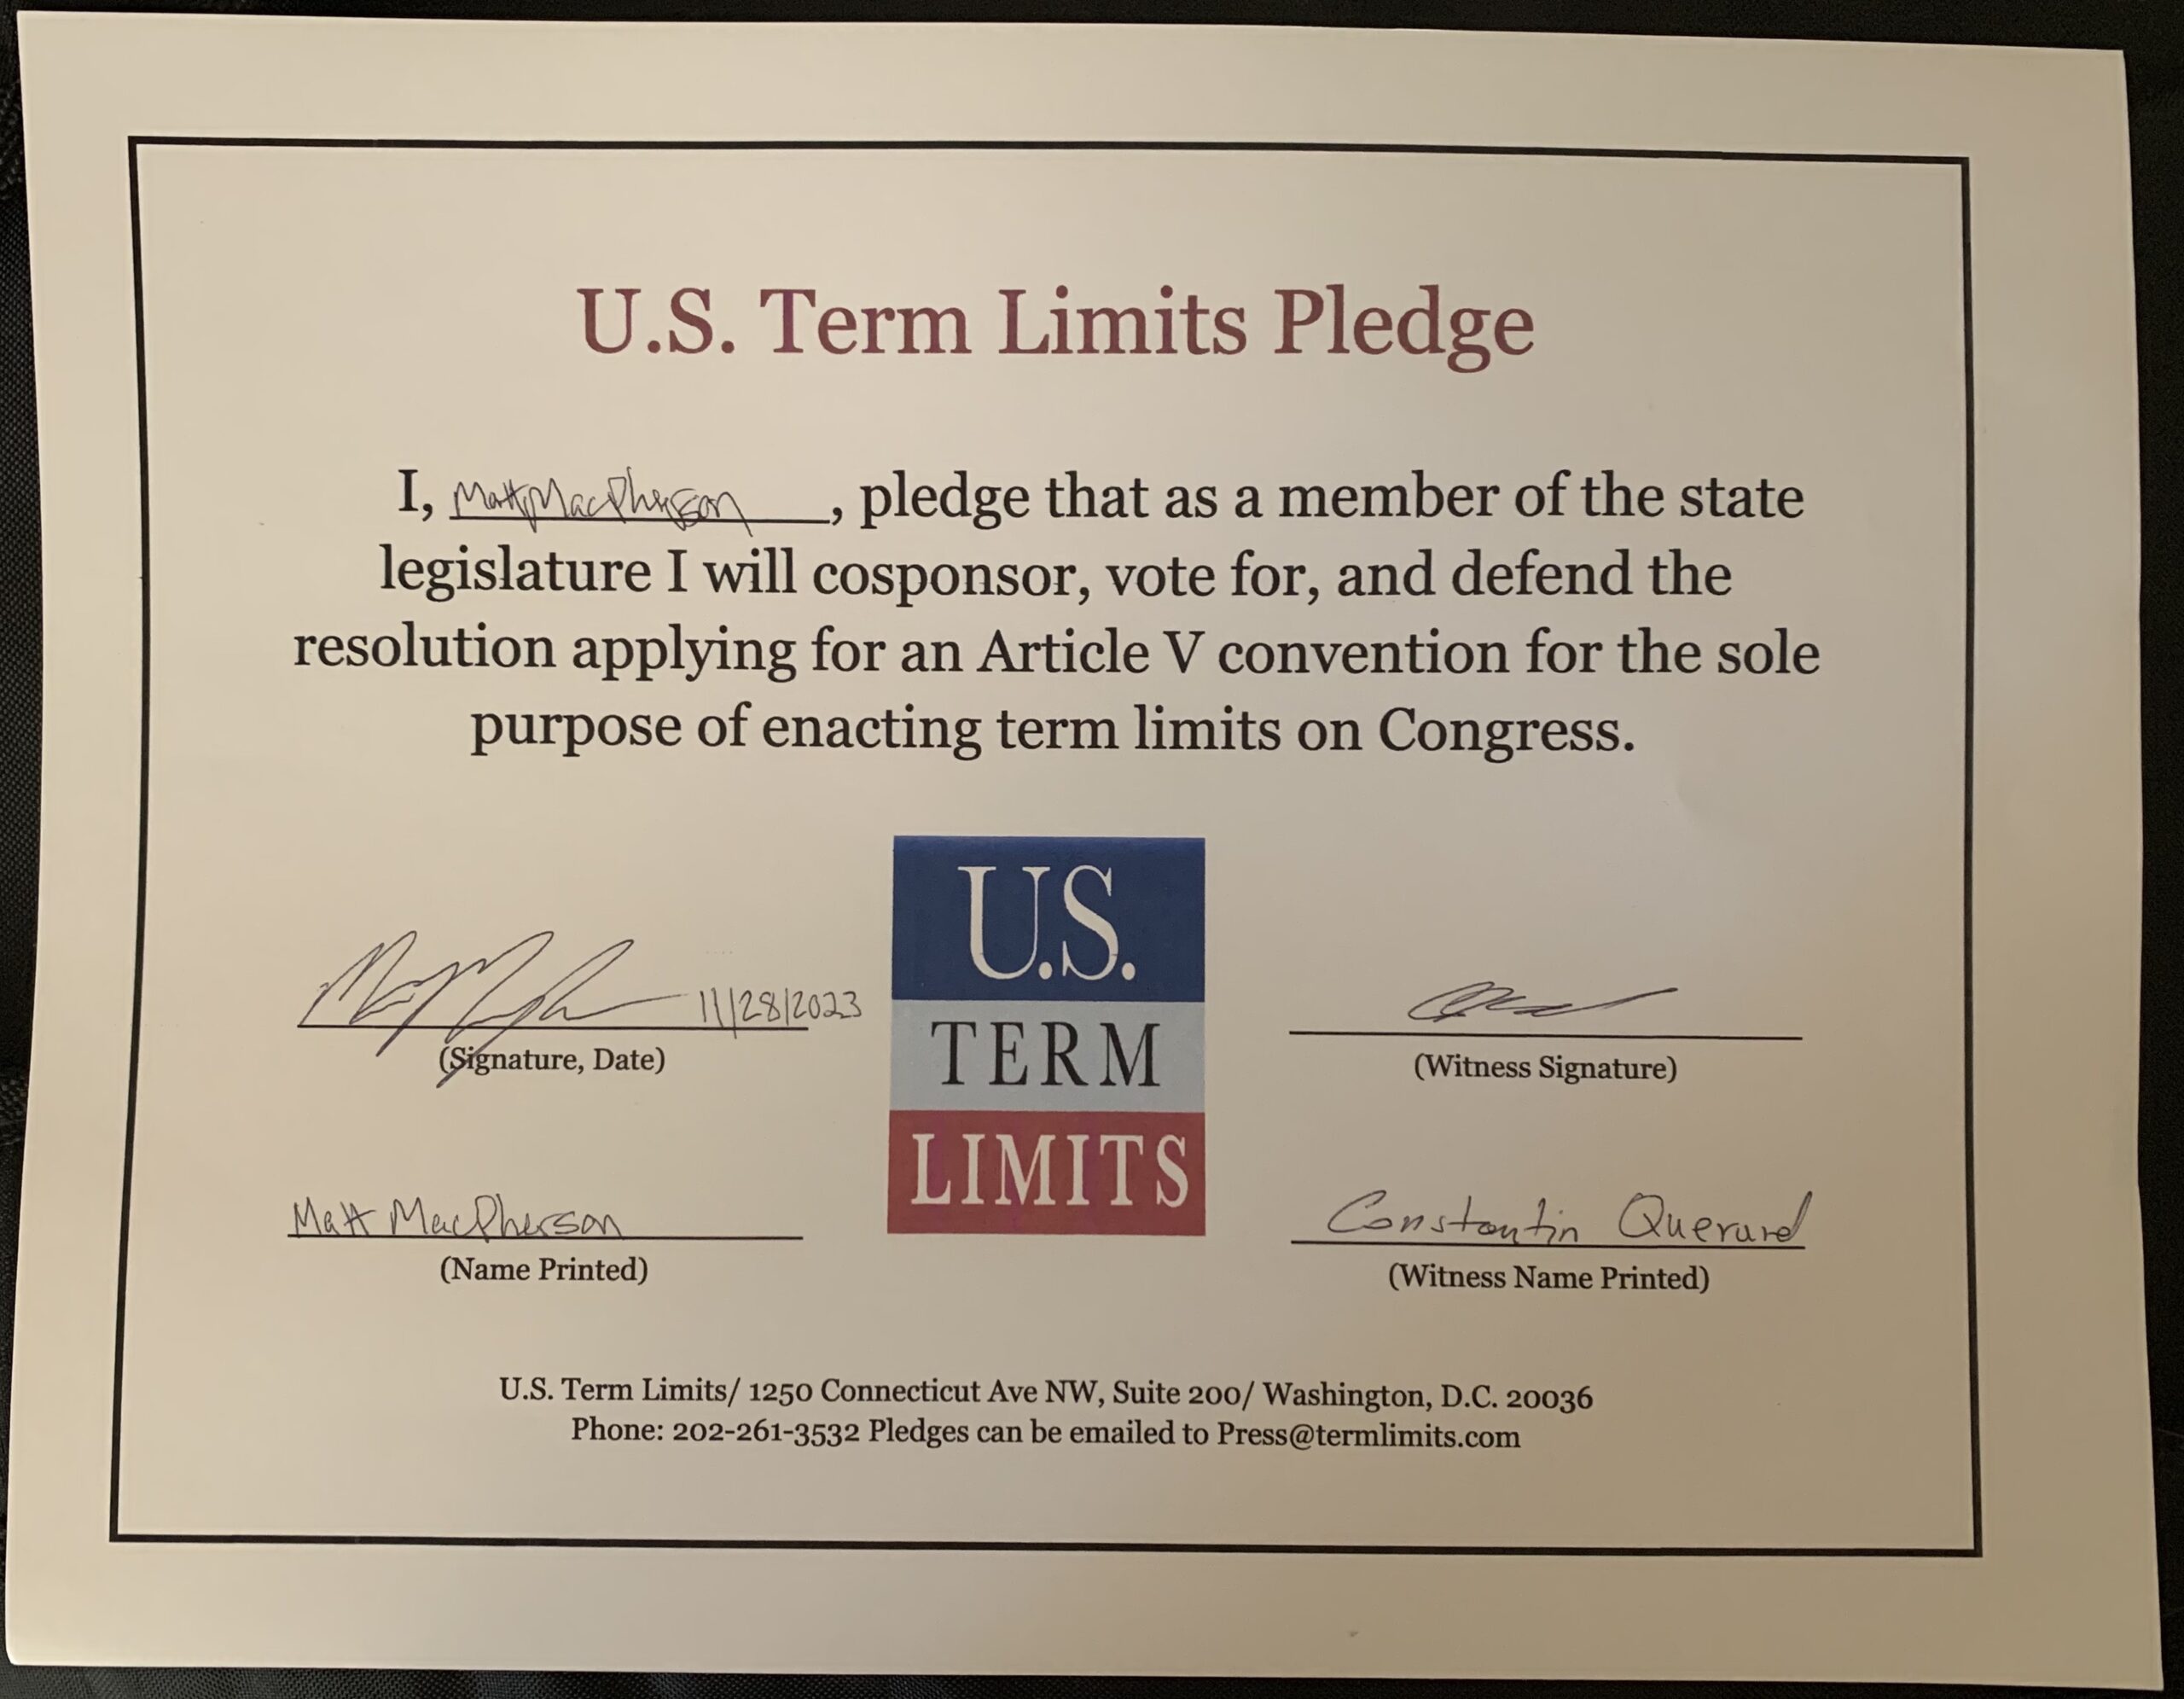 U.S. Term Limits Pledge
I, Matt MacPherson, pledge that as a member of the state
legislature I will cosponsor, vote for, and defend the
resolution applying for an Article V convention for the sole
purpose of enacting term limits on Congress.
11/28/2023
(Signature, Date)
U.S.
TERM
LIMITS
(Witness Signature)
Matt MacPherson
(Name Printed)
Constantin Querard
(Witness Name Printed)
U.S. Term Limits/ 1250 Connecticut Ave NW, Suite 200/ Washington, D.C. 20036
Phone: 202-261-3532 Pledges can be emailed to Press@termlimits.com